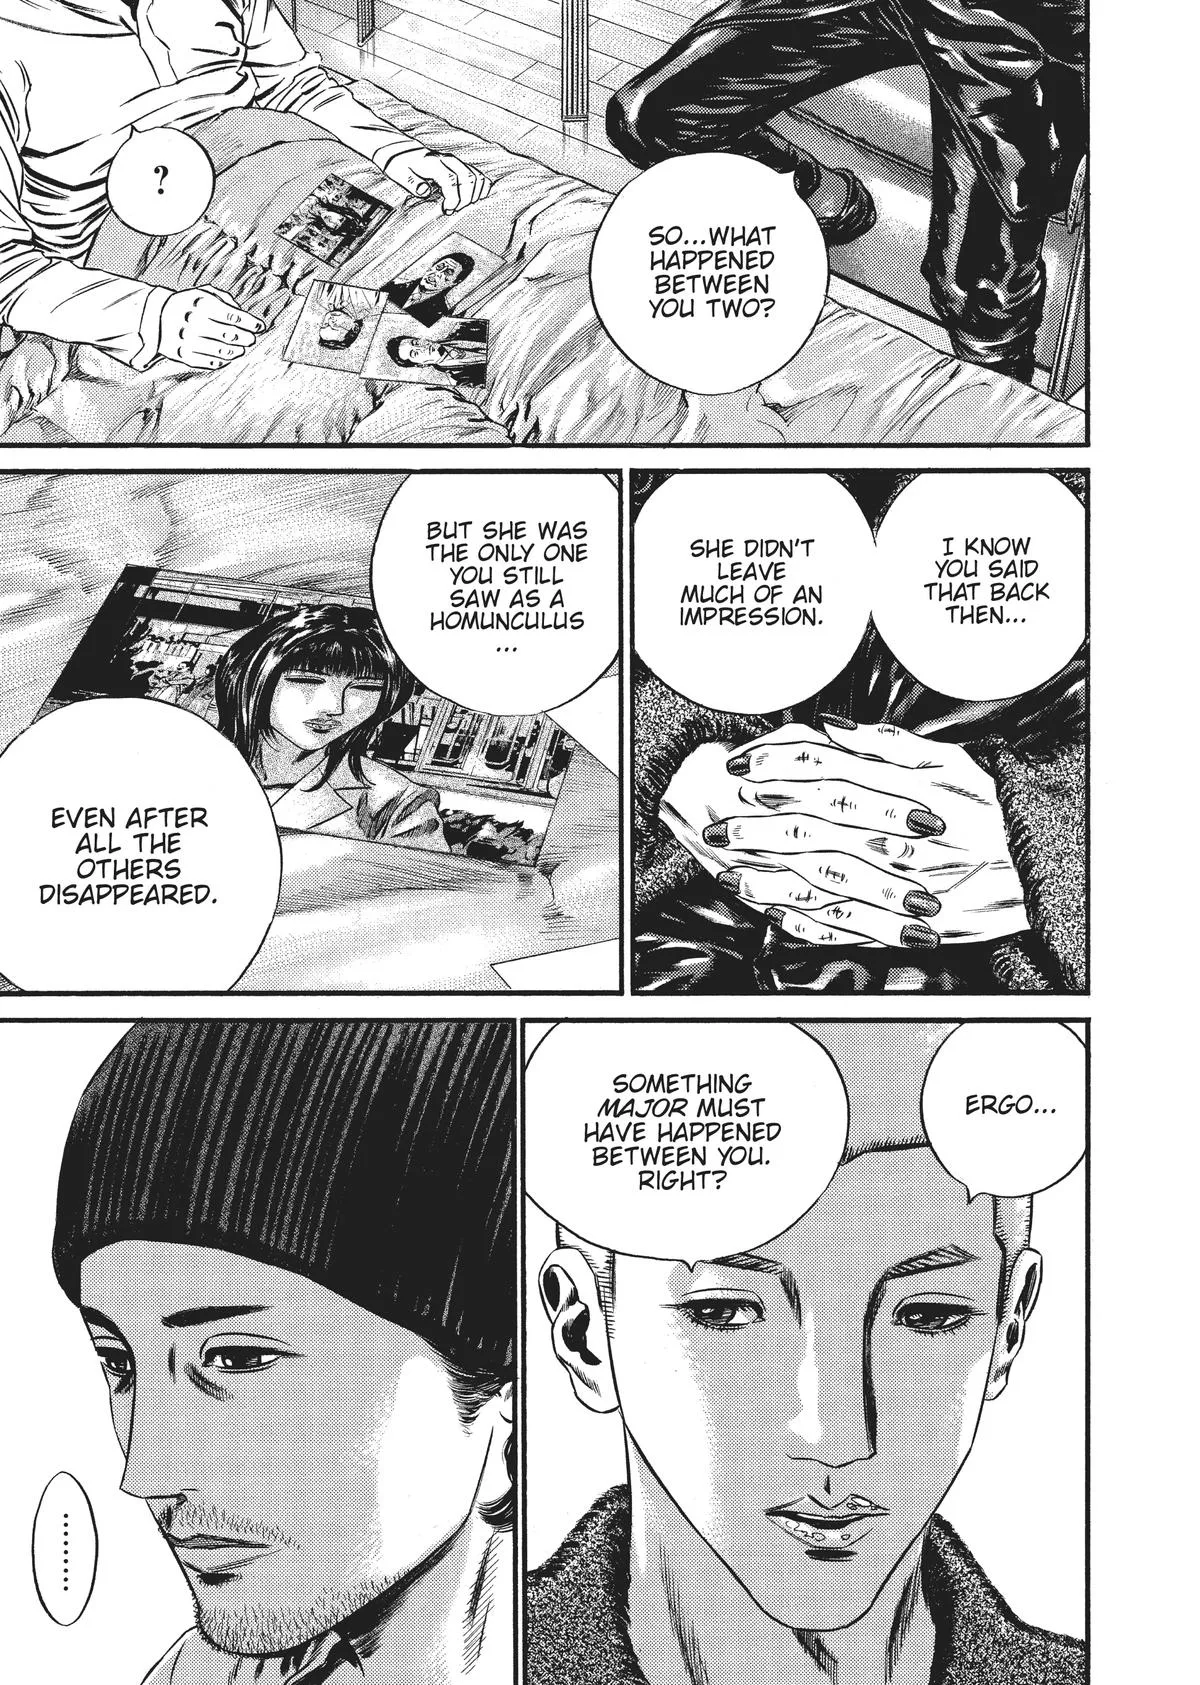 SO...WHAT
HAPPENED
BETWEEN
YOU TWO?
?
I KNOW
YOU SAID
THAT BACK
THEN...
SHE DIDN'T
LEAVE
MUCH OF AN
IMPRESSION.
BUT SHE WAS
THE ONLY ONE
YOU STILL
SAW AS A
HOMUNCULUS
...
EVEN AFTER
ALL THE
OTHERS
DISAPPEARED.
ERGO...
SOMETHING
MAJOR MUST
HAVE HAPPENED
BETWEEN YOU.
RIGHT?
.........